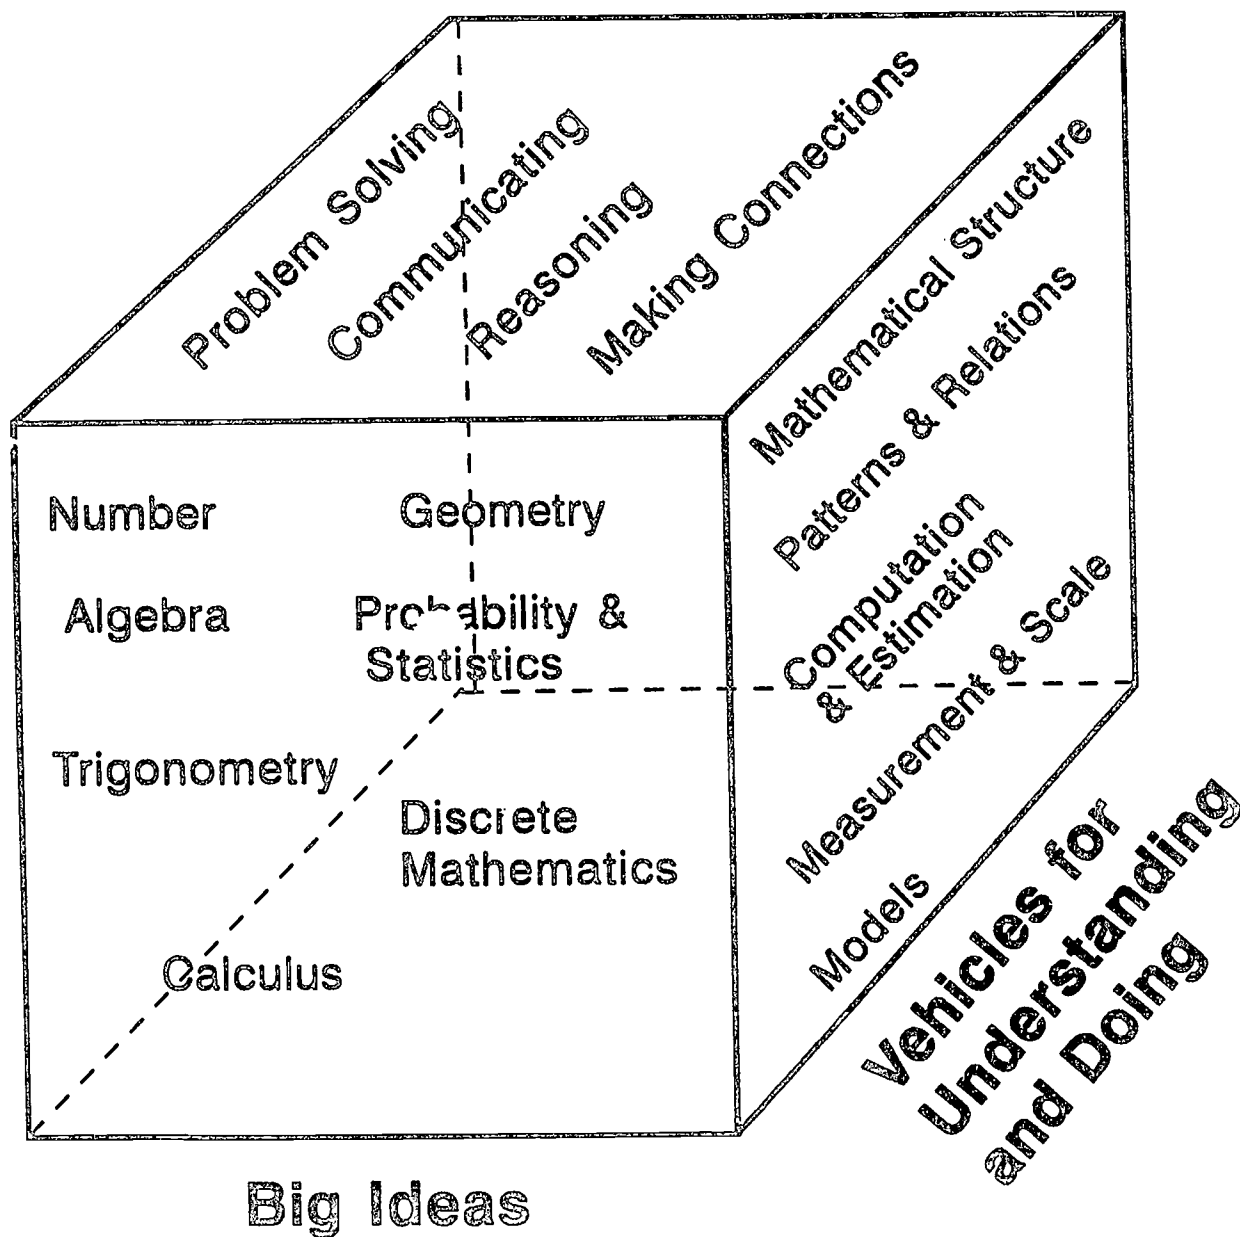 Problem Solving
Communicating
Reasoning
Making Connections
Mathematical Structure
Patterns & Relations
Computation
& Estimation
Measurement & Scale
Models
Number
Geometry
Algebra
Probability &
Statistics
Trigonometry
Discrete
Mathematics
Calculus
Vehicles for
Understanding
and Doing
Big Ideas